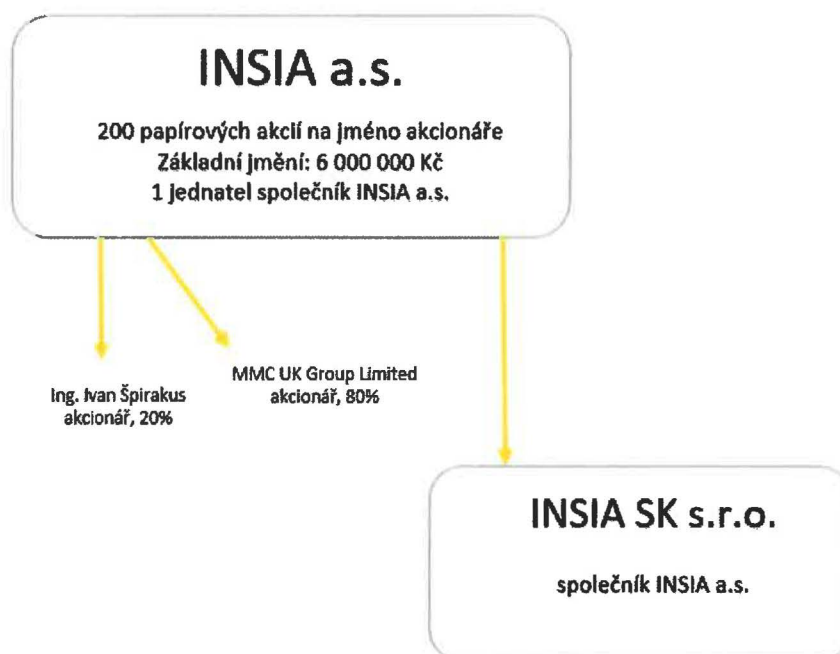 INSIA a.s.
200 papírových akcií na jméno akcionáře
Základní jmění: 6 000 000 Kč
1 jednatel společník INSIA a.s.
Ing. Ivan Špirakus
akcionář, 20%
MMC UK Group Limited
akcionář, 80%
INSIA SK s.r.o.
společník INSIA a.s.